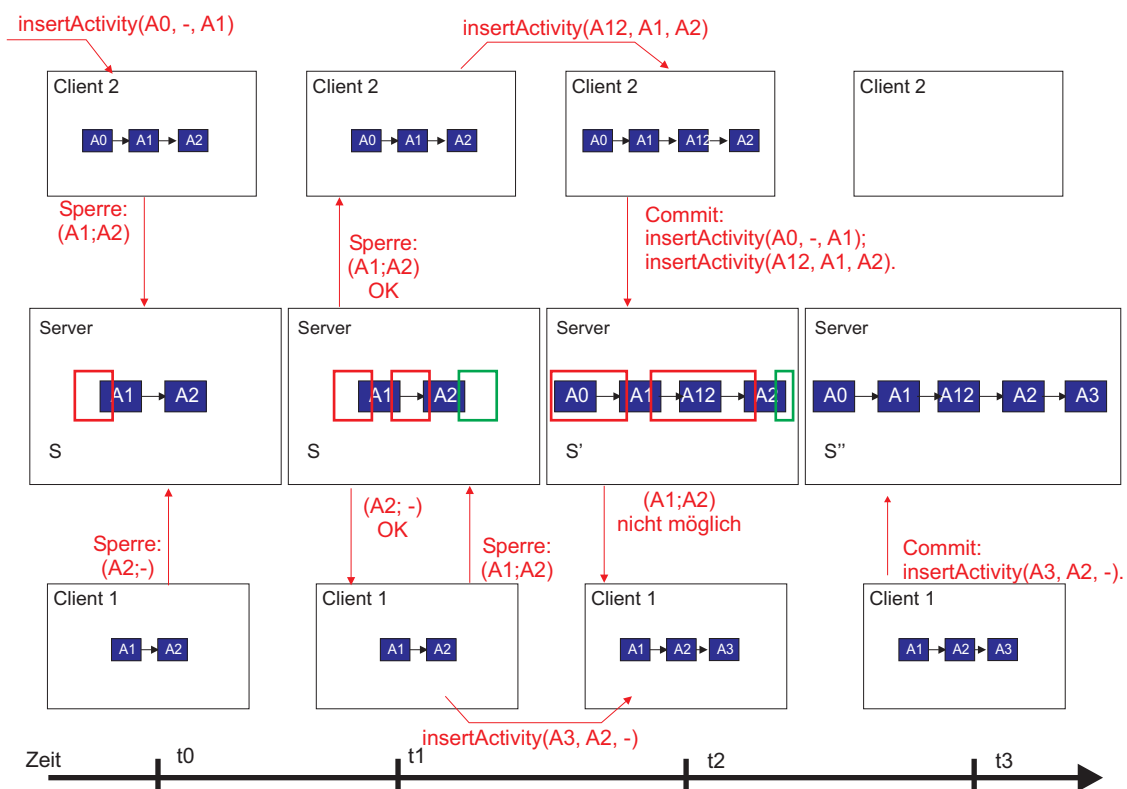 insertActivity(A0, -, A1)
insertActivity(A12, A1, A2)
Client 2
A0 A1 A2
Client 2
A0 A1 A2
Client 2
A0 A1 A12 A2
Client 2
Sperre:
(A1;A2)
Sperre:
(A1;A2)
OK
Commit:
insertActivity(A0, -, A1);
insertActivity(A12, A1, A2).
Server
A1 A2
S
Server
A1 A2
S
Server
A0 A1 A12 A2
S'
Server
A0 A1 A12 A2 A3
S''
Sperre:
(A2;-)
(A2; -)
OK
Sperre:
(A1;A2)
(A1;A2)
nicht möglich
Commit:
insertActivity(A3, A2, -).
Client 1
A1 A2
Client 1
A1 A2
Client 1
A1 A2 A3
Client 1
A1 A2 A3
insertActivity(A3, A2, -)
Zeit
t0
t1
t2
t3